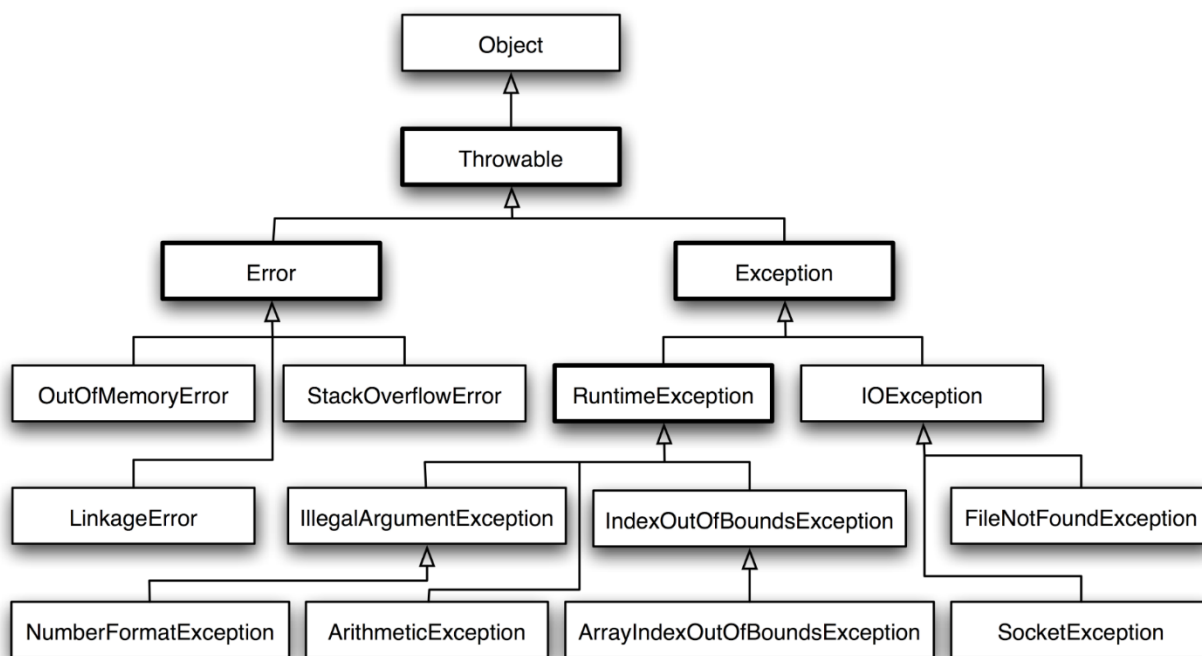 Object
Throwable
Error
Exception
OutOfMemoryError
StackOverflowError
RuntimeException
IOException
LinkageError
IllegalArgumentException
IndexOutOfBoundsException
FileNotFoundException
NumberFormatException
ArithmeticException
ArrayIndexOutOfBoundsException
SocketException